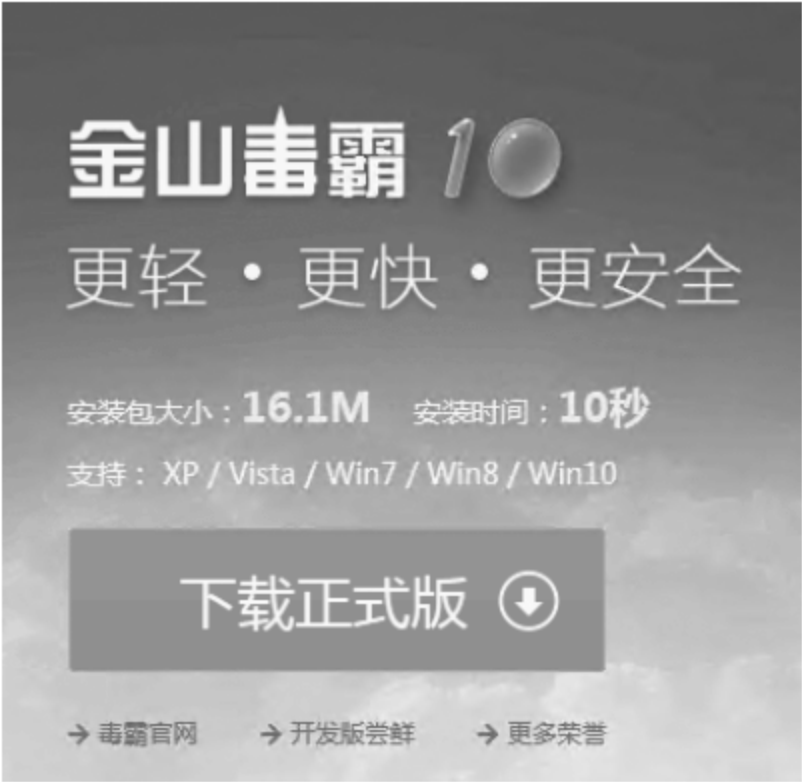 金山毒霸 10
更轻 · 更快 · 更安全
安装包大小：16.1M 安装时间：10秒
支持： XP / Vista / Win7 / Win8 / Win10
下载正式版
→ 毒霸官网 → 开发版尝鲜 → 更多荣誉